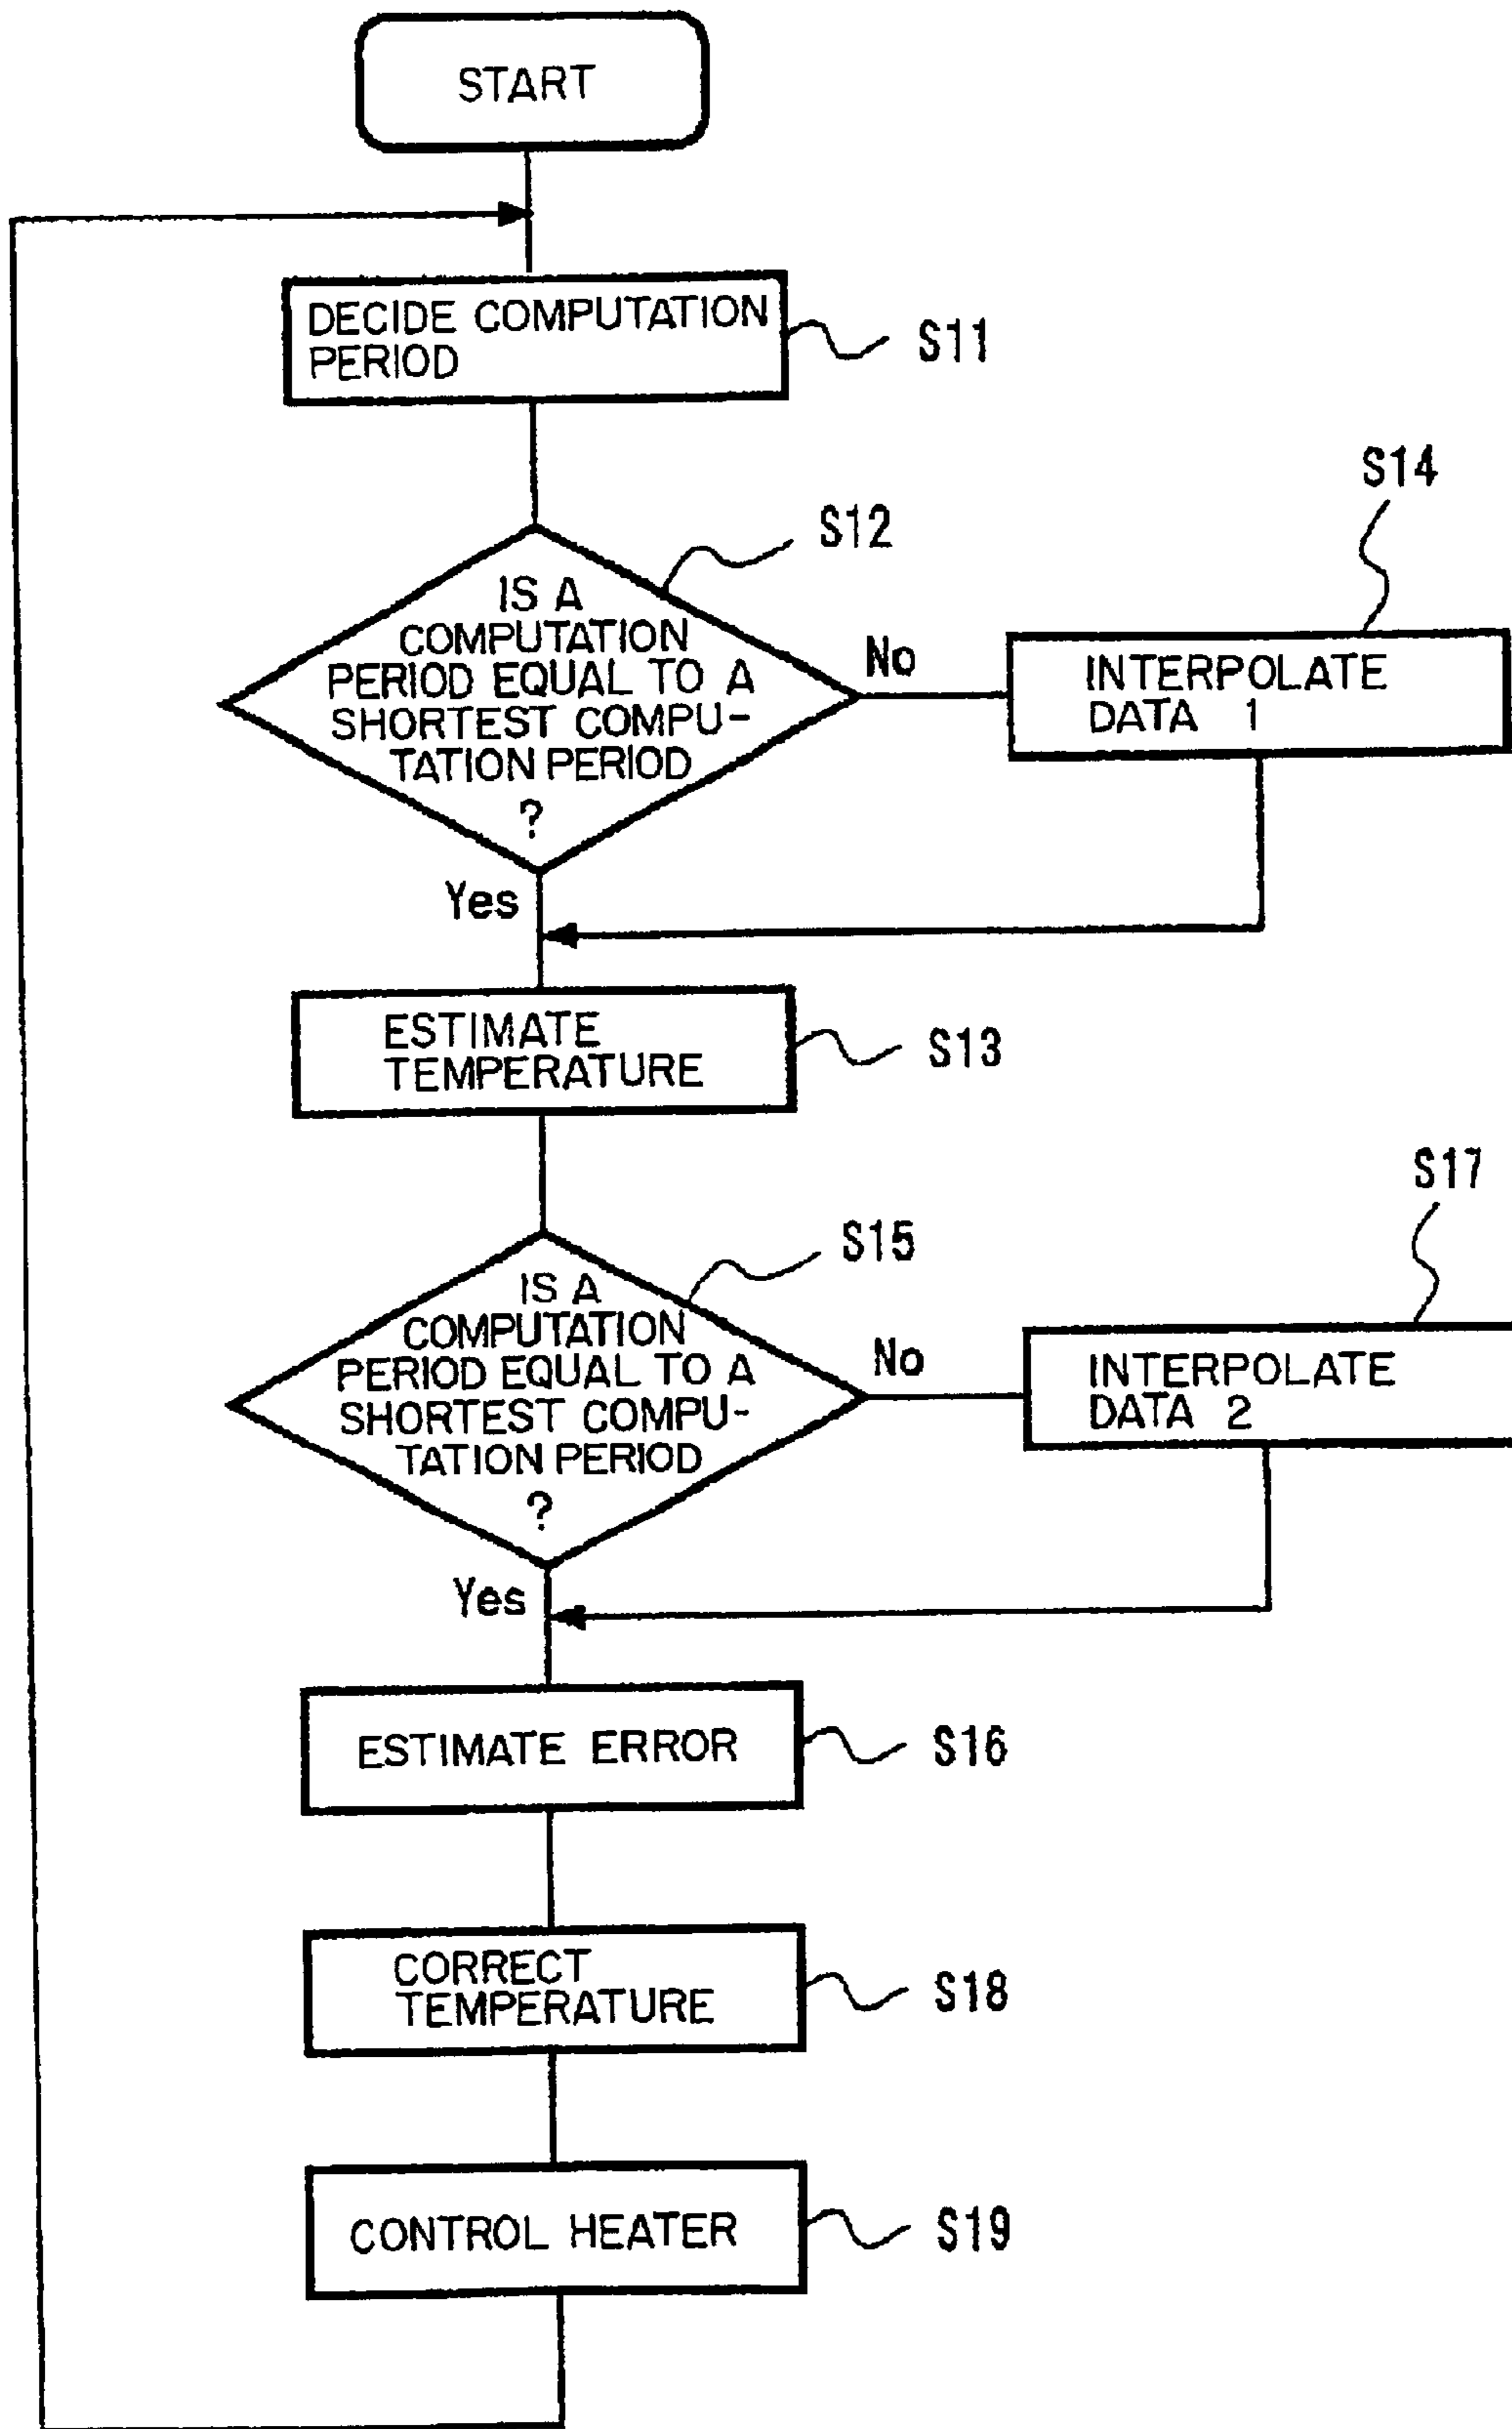 START
DECIDE COMPUTATION
PERIOD
S11
S14
S12
IS A
COMPUTATION
PERIOD EQUAL TO A
SHORTEST COMPU-
TATION PERIOD
?
No
INTERPOLATE
DATA 1
Yes
ESTIMATE
TEMPERATURE
S13
S17
S15
IS A
COMPUTATION
PERIOD EQUAL TO A
SHORTEST COMPU-
TATION PERIOD
?
No
INTERPOLATE
DATA 2
Yes
ESTIMATE ERROR
S16
CORRECT
TEMPERATURE
S18
CONTROL HEATER
S19